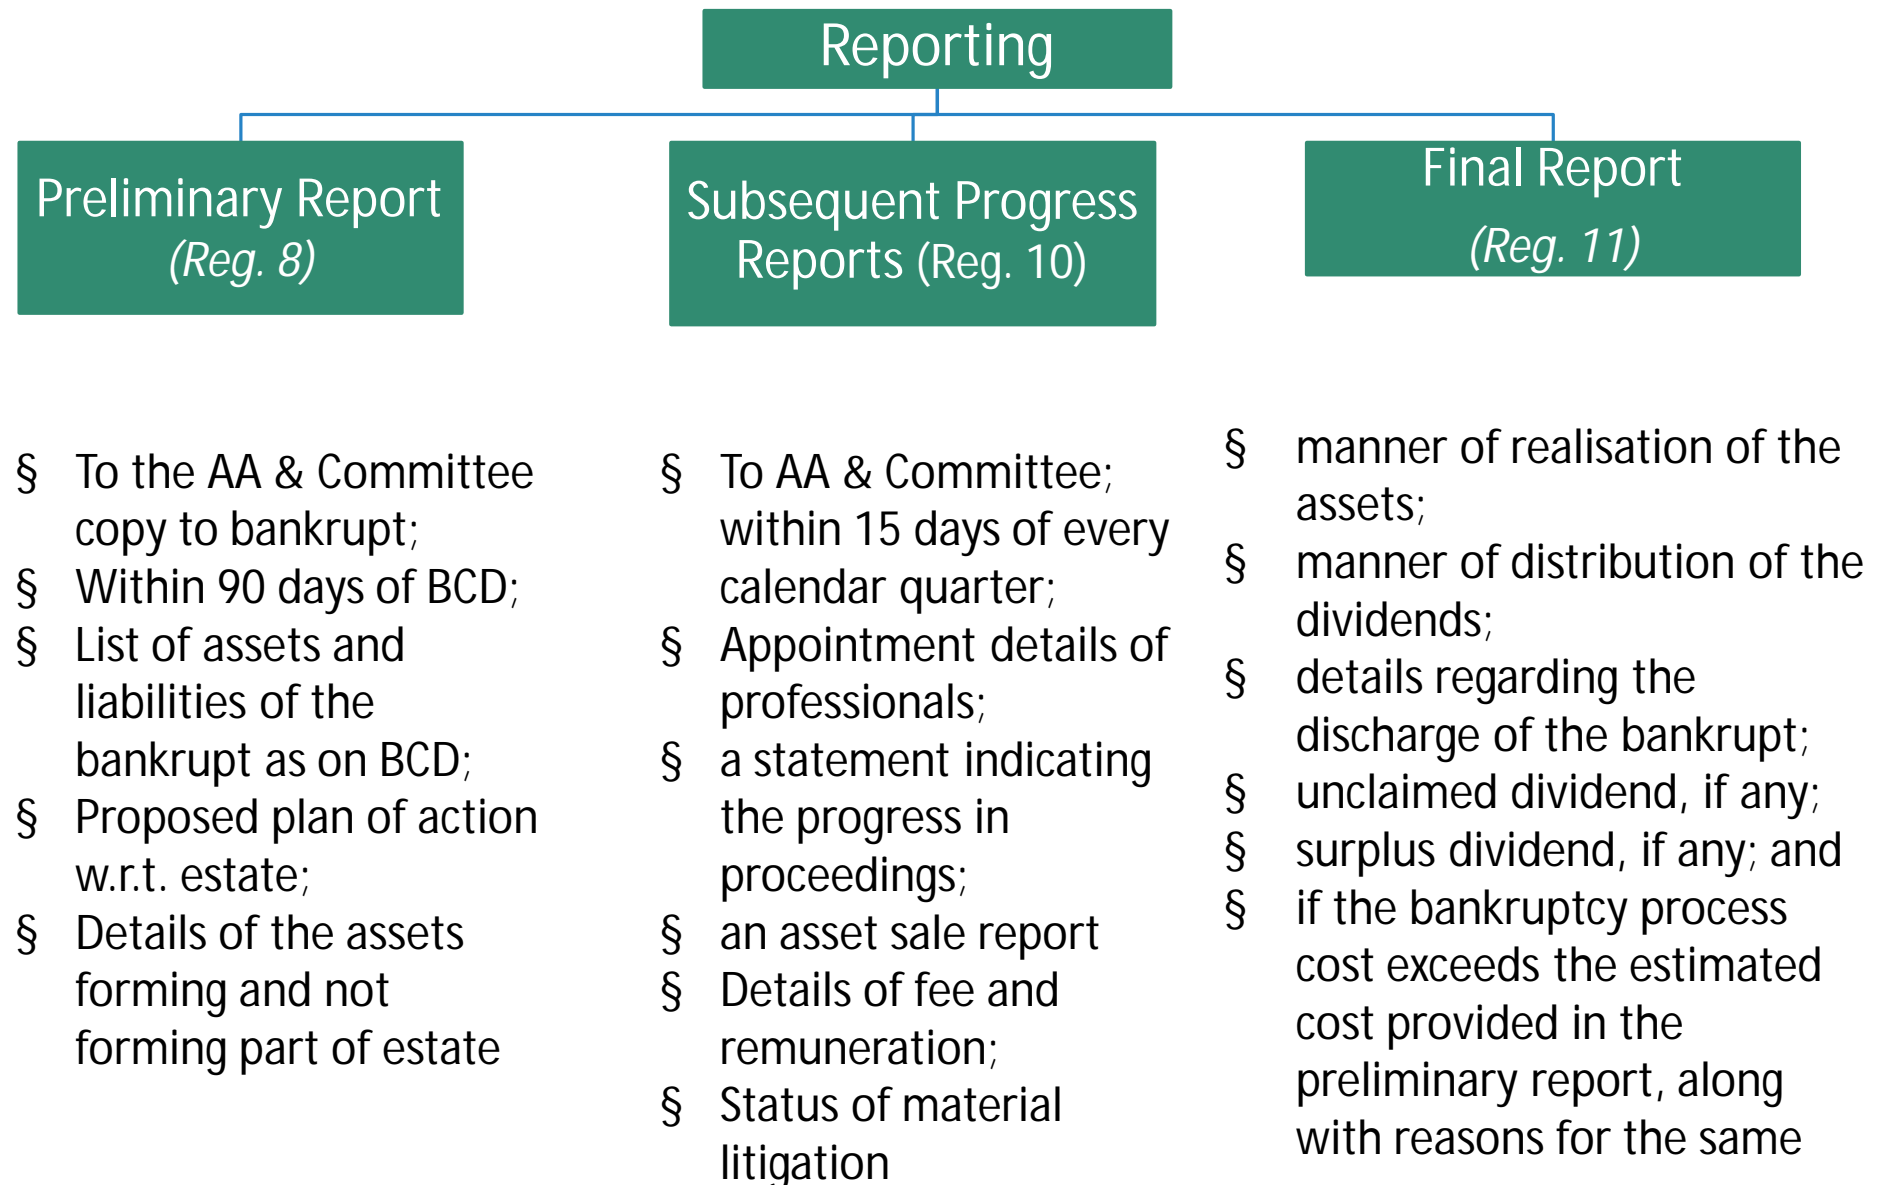 Reporting
Preliminary Report
(Reg. 8)
Subsequent Progress
Reports (Reg. 10)
Final Report
(Reg. 11)
§ To the AA & Committee
copy to bankrupt;
§ Within 90 days of BCD;
§ List of assets and
liabilities of the
bankrupt as on BCD;
§ Proposed plan of action
w.r.t. estate;
§ Details of the assets
forming and not
forming part of estate
§ To AA & Committee;
within 15 days of every
calendar quarter;
§ Appointment details of
professionals;
§ a statement indicating
the progress in
proceedings;
§ an asset sale report
§ Details of fee and
remuneration;
§ Status of material
litigation
§ manner of realisation of the
assets;
§ manner of distribution of the
dividends;
§ details regarding the
discharge of the bankrupt;
§ unclaimed dividend, if any;
§ surplus dividend, if any; and
§ if the bankruptcy process
cost exceeds the estimated
cost provided in the
preliminary report, along
with reasons for the same